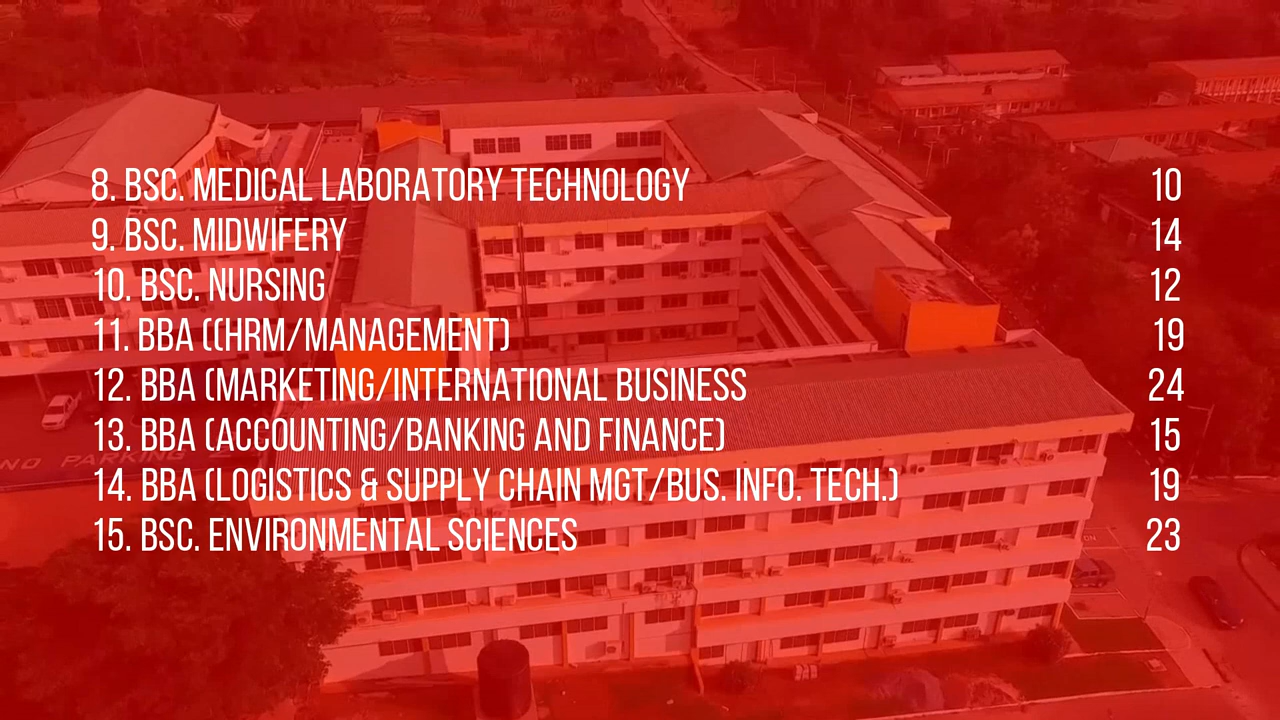 8. BSC. MEDICAL LABORATORY TECHNOLOGY 10
9. BSC. MIDWIFERY 14
10. BSC. NURSING 12
11. BBA ((HRM/MANAGEMENT) 19
12. BBA (MARKETING/INTERNATIONAL BUSINESS 24
13. BBA (ACCOUNTING/BANKING AND FINANCE) 15
14. BBA (LOGISTICS & SUPPLY CHAIN MGT/BUS. INFO. TECH.) 19
15. BSC. ENVIRONMENTAL SCIENCES 23
NO PARKING